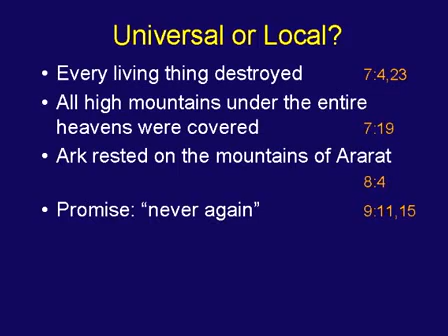 Universal or Local?
• Every living thing destroyed 7:4,23
• All high mountains under the entire
heavens were covered 7:19
• Ark rested on the mountains of Ararat
8:4
• Promise: “never again” 9:11,15